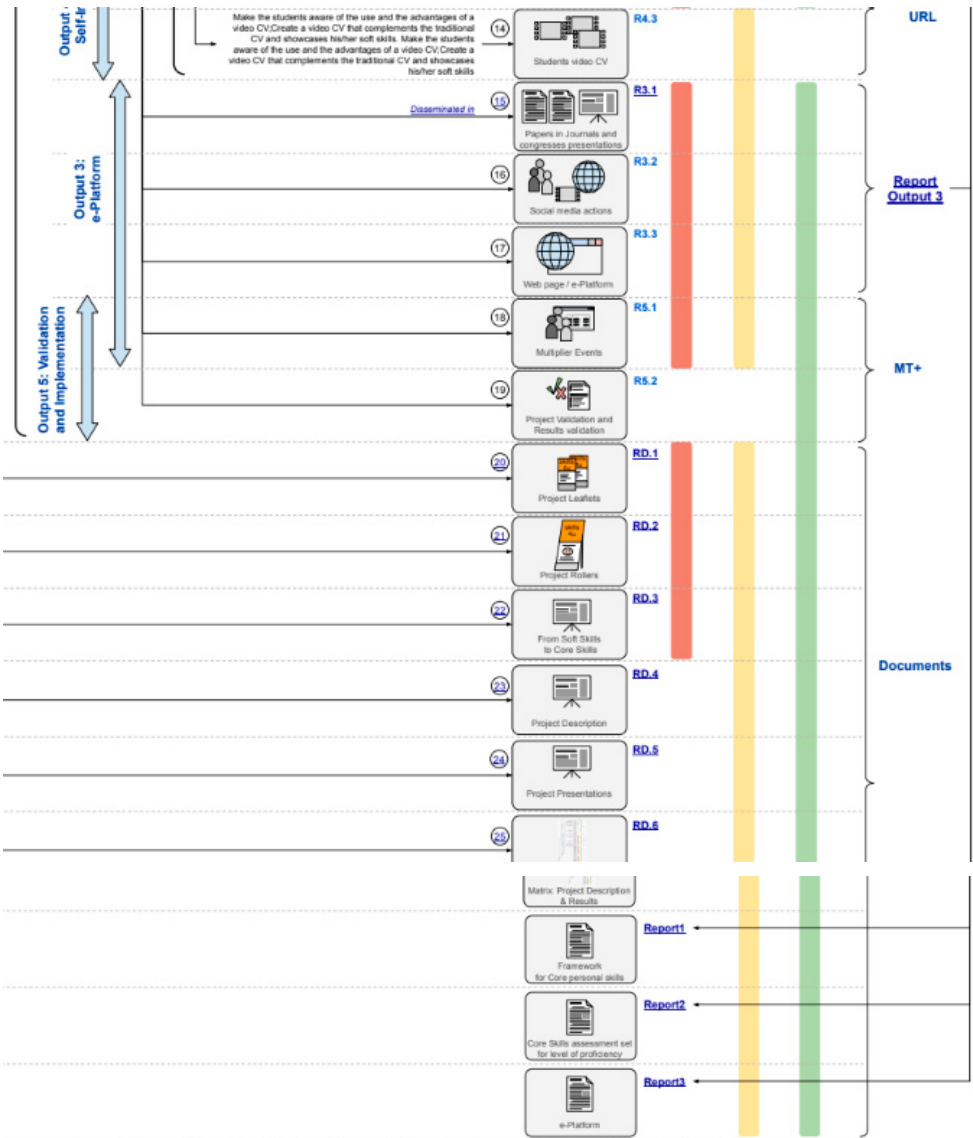 Output
Self-In
Make the students aware of the use and the advantages of a
video CV;Create a video CV that complements the traditional
CV and showcases his/her soft skills. Make the students
aware of the use and the advantages of a video CV;Create a
video CV that complements the traditional CV and showcases
his/her soft skills
14
Students video CV
R4.3
URL
Output 3:
e-Platform
Disseminated in
15
Papers in Journals and
congresses presentations
R3.1
16
Social media actions
R3.2
Report
Output 3
17
Web page / e-Platform
R3.3
Output 5: Validation
and Implementation
18
Multiplier Events
R5.1
MT+
19
Project Validation and
Results validation
R5.2
20
Project Leaflets
RD.1
21
skills
Project Rollers
RD.2
22
From Soft Skills
to Core Skills
RD.3
Documents
23
Project Description
RD.4
24
Project Presentations
RD.5
25
RD.6
Matrix: Project Description
& Results
Framework
for Core personal skills
Report1
Core Skills assessment set
for level of proficiency
Report2
e-Platform
Report3